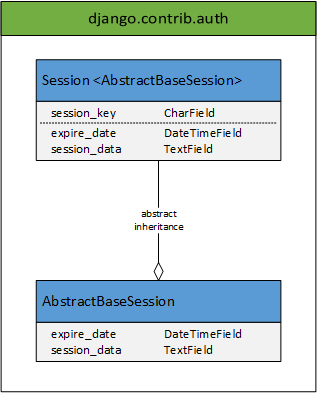 django.contrib.auth
Session <AbstractBaseSession>
session_key CharField
expire_date DateTimeField
session_data TextField
abstract
inheritance
AbstractBaseSession
expire_date DateTimeField
session_data TextField